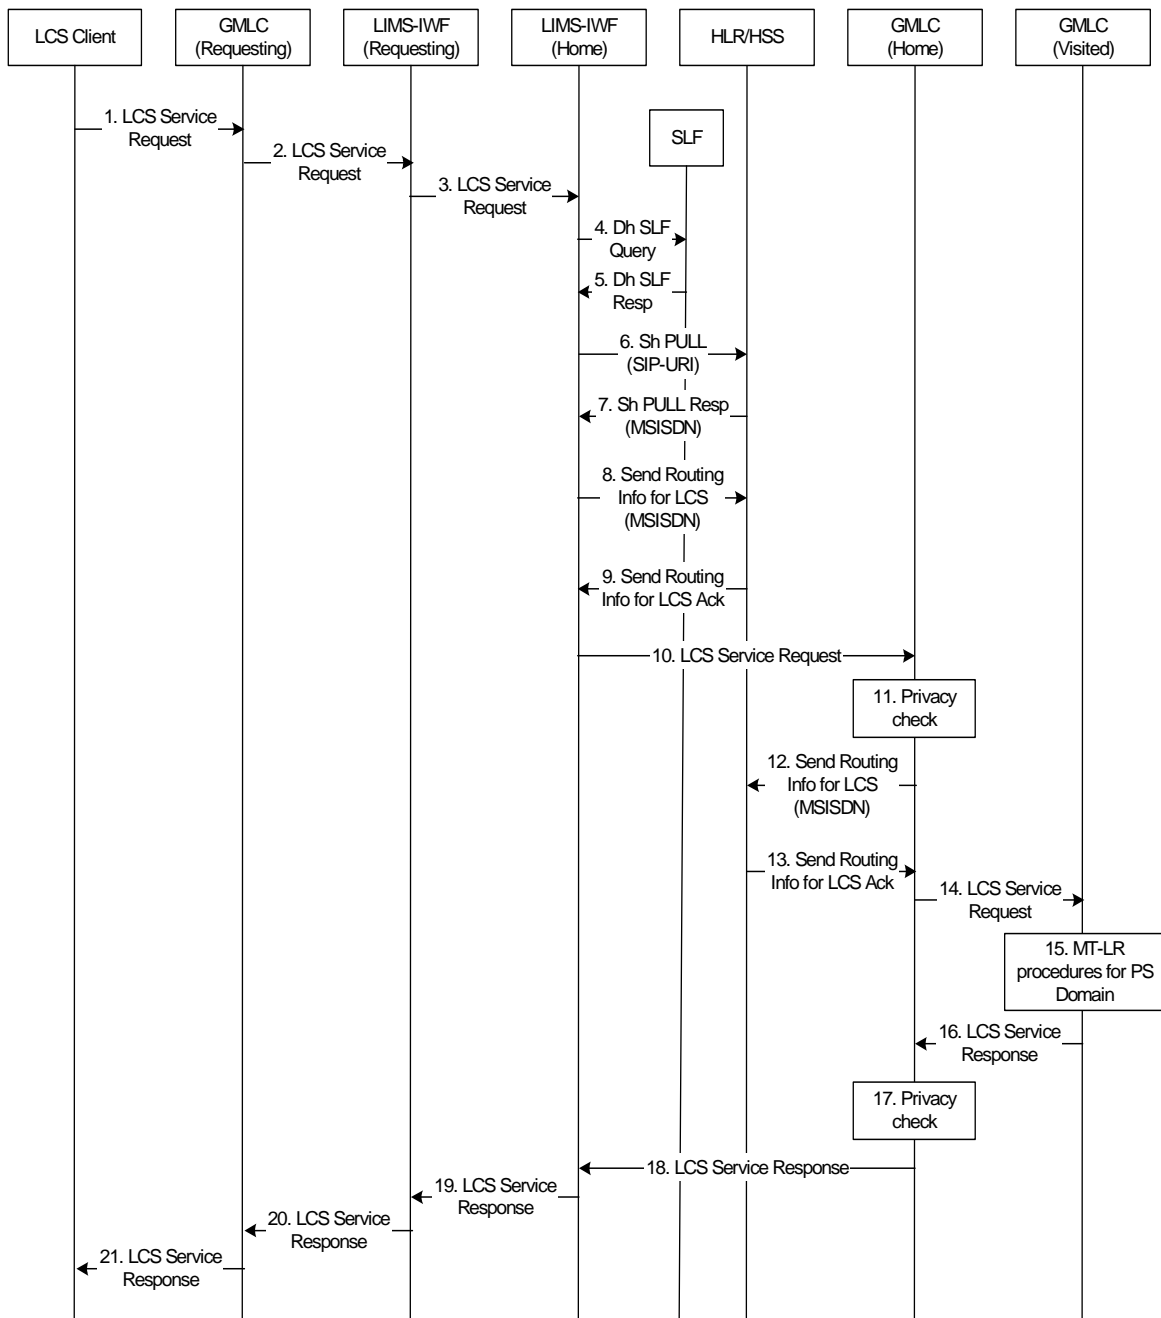 LCS Client
GMLC
(Requesting)
LIMS-IWF
(Requesting)
LIMS-IWF
(Home)
HLR/HSS
GMLC
(Home)
GMLC
(Visited)
1. LCS Service
Request
SLF
2. LCS Service
Request
3. LCS Service
Request
4. Dh SLF
Query
5. Dh SLF
Resp
6. Sh PULL
(SIP-URI)
7. Sh PULL Resp
(MSISDN)
8. Send Routing
Info for LCS
(MSISDN)
9. Send Routing
Info for LCS Ack
10. LCS Service Request
11. Privacy
check
12. Send Routing
Info for LCS
(MSISDN)
13. Send Routing
Info for LCS Ack
14. LCS Service
Request
15. MT-LR
procedures for PS
Domain
16. LCS Service
Response
17. Privacy
check
18. LCS Service Response
19. LCS Service
Response
20. LCS Service
Response
21. LCS Service
Response